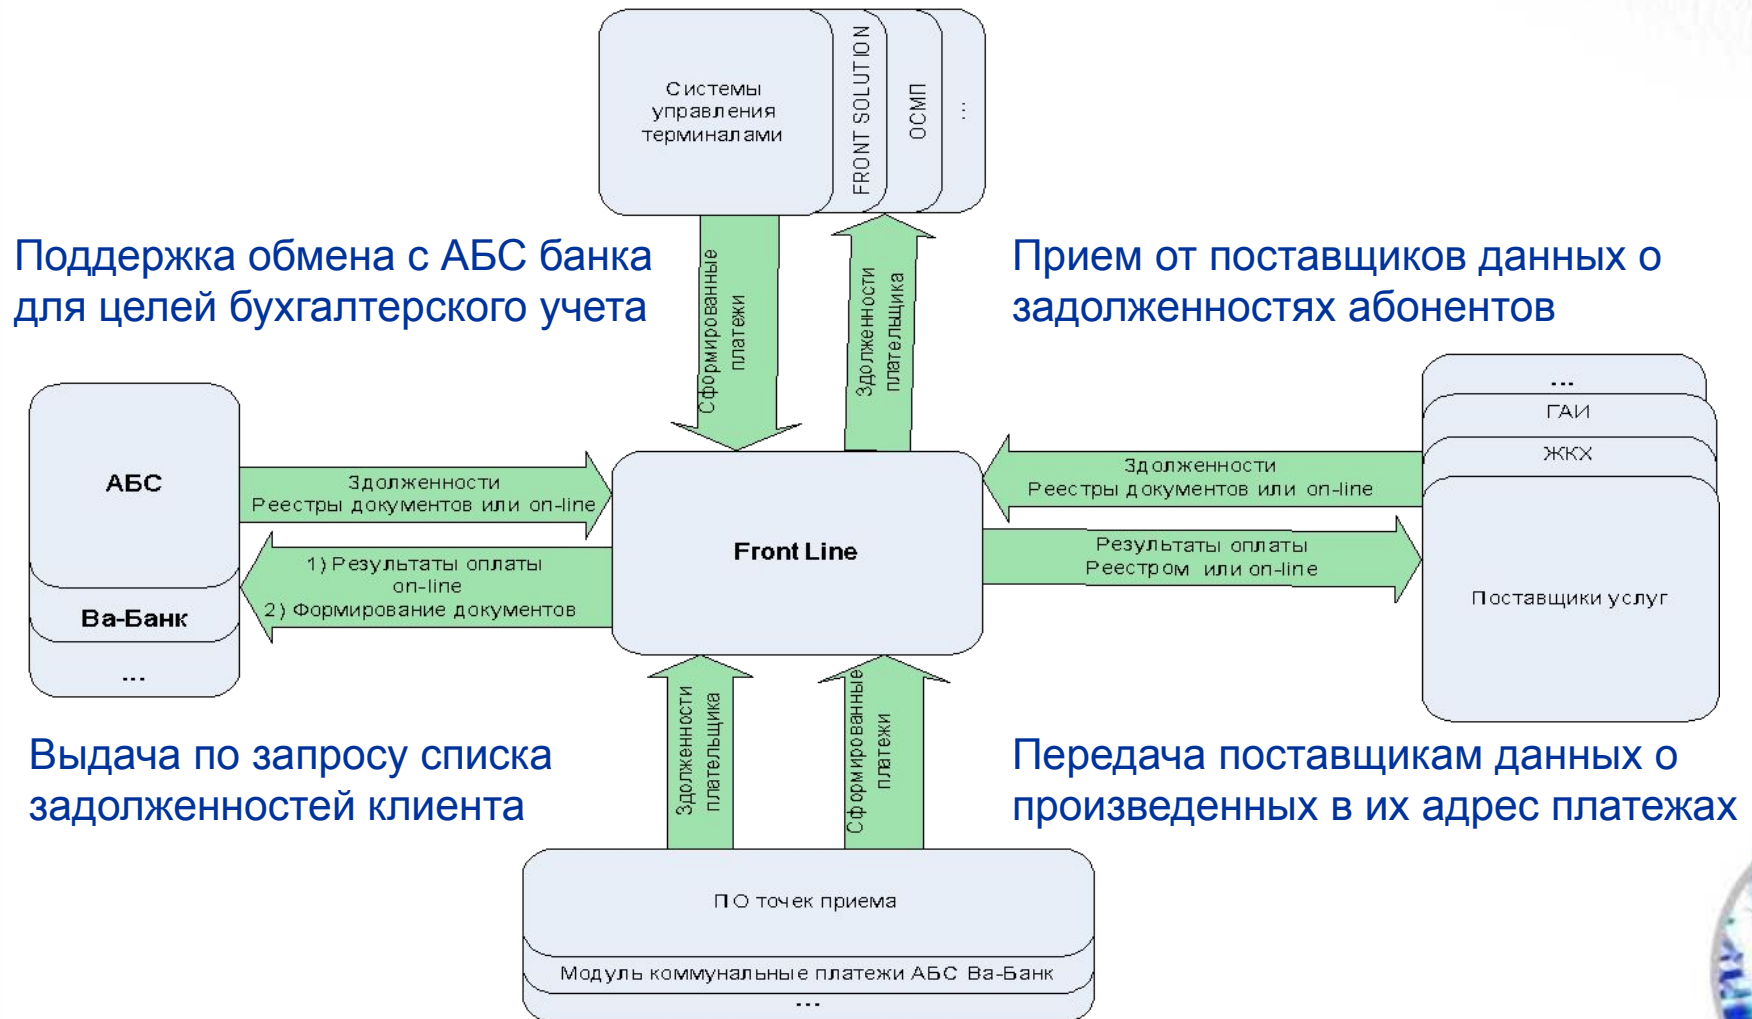 Системы
управления
терминалами
FRONT SOLUTION
ОСМП
...
Поддержка обмена с АБС банка
для целей бухгалтерского учета
Сформированные
платежи
Здолженности
плательщика
Прием от поставщиков данных о
задолженностях абонентов
АБС
Ва-Банк
...
Здолженности
Реестры документов или on-line
1) Результаты оплаты
on-line
2) Формирование документов
Front Line
Здолженности
Реестры документов или on-line
Результаты оплаты
Реестром или on-line
...
ГАИ
ЖКХ
Поставщики услуг
Выдача по запросу списка
задолженностей клиента
Здолженности
плательщика
Сформированные
платежи
Передача поставщикам данных о
произведенных в их адрес платежах
ПО точек приема
Модуль коммунальные платежи АБС Ва-Банк
...